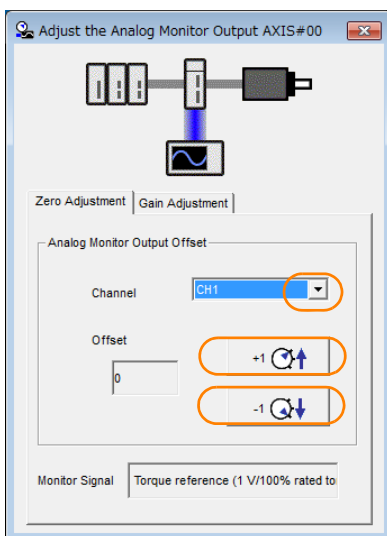 Adjust the Analog Monitor Output AXIS#00
Zero Adjustment Gain Adjustment
Analog Monitor Output Offset
Channel CH1
Offset
0
+1
-1
Monitor Signal Torque reference (1 V/100% rated to